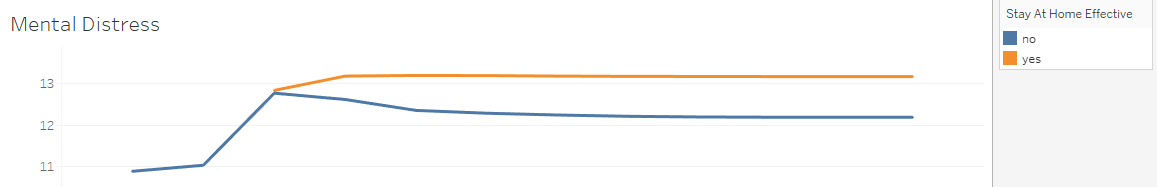 Mental Distress
13
12
11
Stay At Home Effective
no
yes